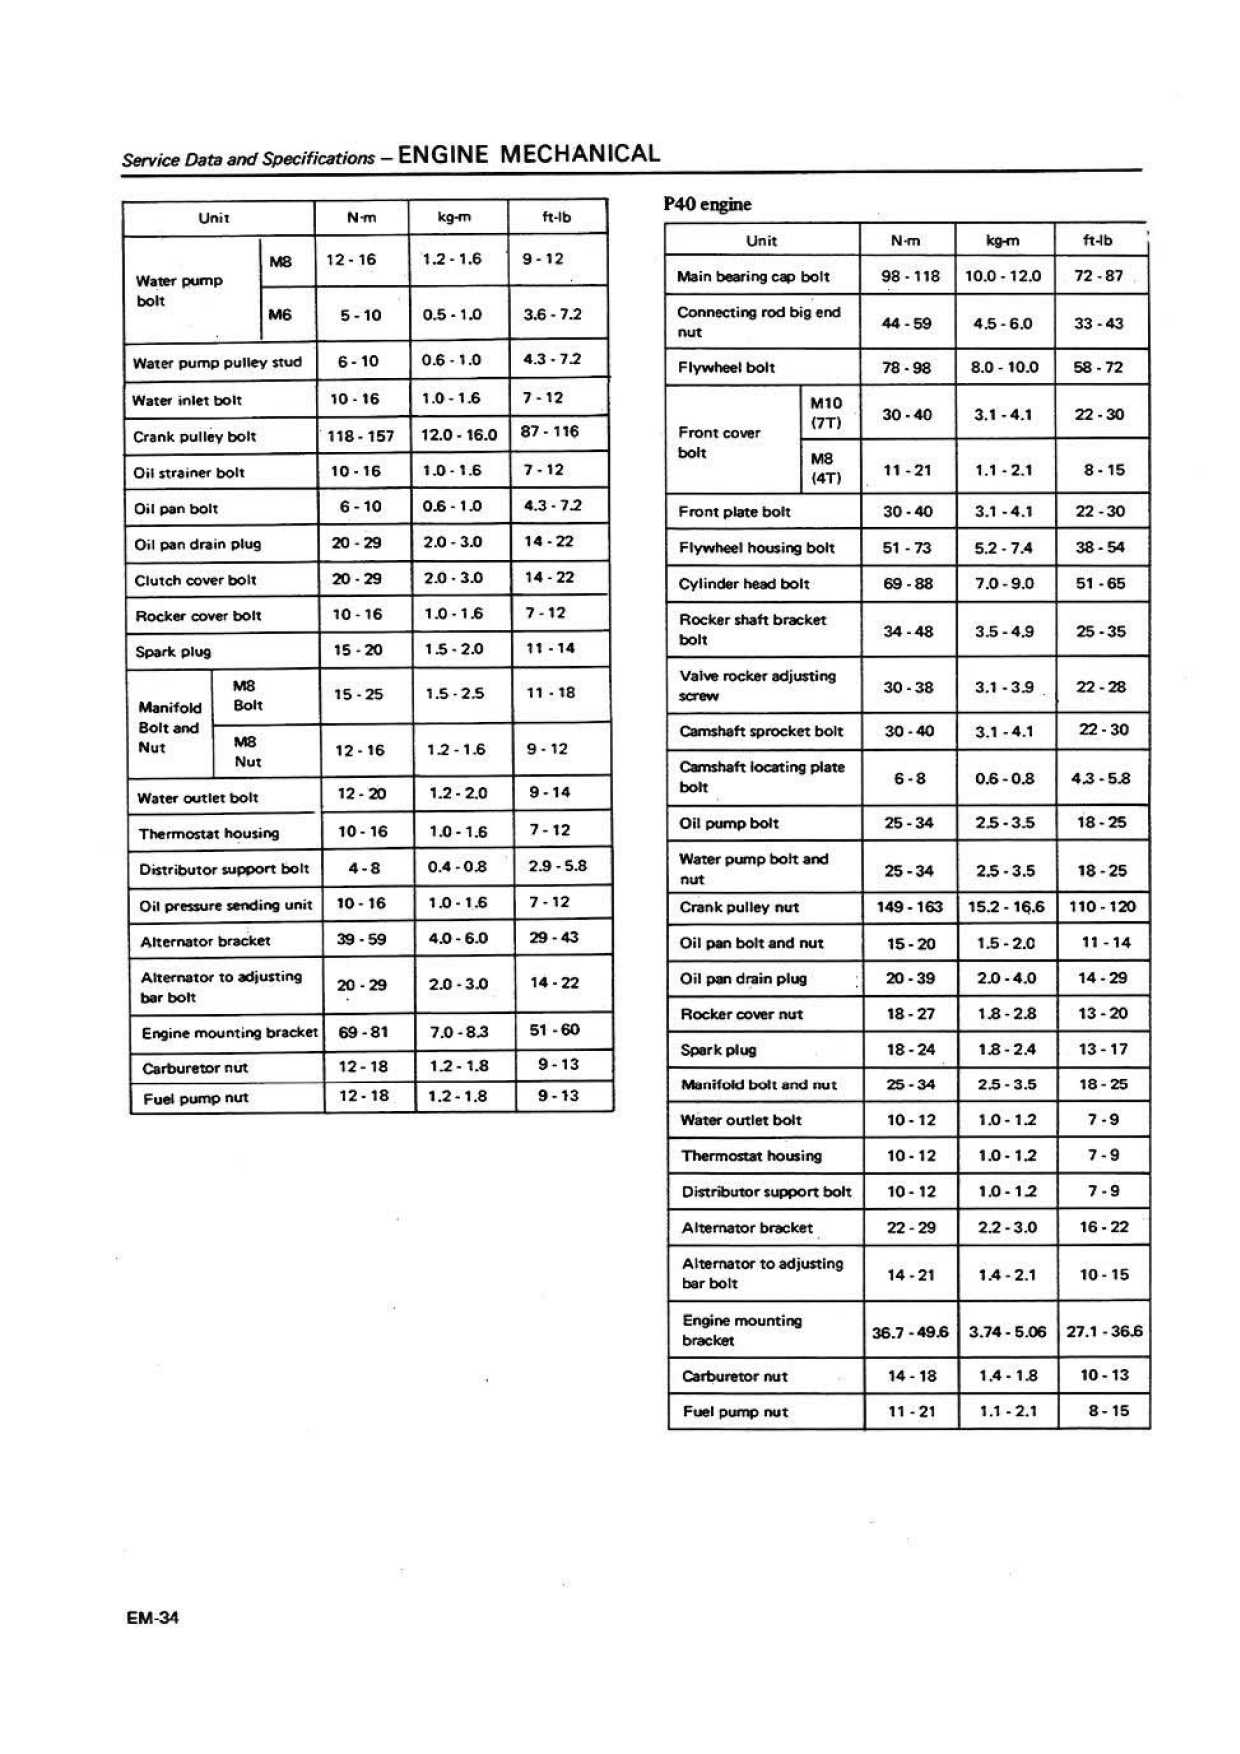 Service Data and Specifications – ENGINE MECHANICAL
Unit N·m kg-m ft-lb
Water pump bolt M8 12 - 16 1.2 - 1.6 9 - 12
M6 5 - 10 0.5 - 1.0 3.6 - 7.2
Water pump pulley stud 6 - 10 0.6 - 1.0 4.3 - 7.2
Water inlet bolt 10 - 16 1.0 - 1.6 7 - 12
Crank pulley bolt 118 - 157 12.0 - 16.0 87 - 116
Oil strainer bolt 10 - 16 1.0 - 1.6 7 - 12
Oil pan bolt 6 - 10 0.6 - 1.0 4.3 - 7.2
Oil pan drain plug 20 - 29 2.0 - 3.0 14 - 22
Clutch cover bolt 20 - 29 2.0 - 3.0 14 - 22
Rocker cover bolt 10 - 16 1.0 - 1.6 7 - 12
Spark plug 15 - 20 1.5 - 2.0 11 - 14
Manifold Bolt and Nut M8 Bolt 15 - 25 1.5 - 2.5 11 - 18
M8 Nut 12 - 16 1.2 - 1.6 9 - 12
Water outlet bolt 12 - 20 1.2 - 2.0 9 - 14
Thermostat housing 10 - 16 1.0 - 1.6 7 - 12
Distributor support bolt 4 - 8 0.4 - 0.8 2.9 - 5.8
Oil pressure sending unit 10 - 16 1.0 - 1.6 7 - 12
Alternator bracket 39 - 59 4.0 - 6.0 29 - 43
Alternator to adjusting bar bolt 20 - 29 2.0 - 3.0 14 - 22
Engine mounting bracket 69 - 81 7.0 - 8.3 51 - 60
Carburetor nut 12 - 18 1.2 - 1.8 9 - 13
Fuel pump nut 12 - 18 1.2 - 1.8 9 - 13
P40 engine
Unit N·m kg-m ft-lb
Main bearing cap bolt 98 - 118 10.0 - 12.0 72 - 87
Connecting rod big end nut 44 - 59 4.5 - 6.0 33 - 43
Flywheel bolt 78 - 98 8.0 - 10.0 58 - 72
Front cover bolt M10 (7T) 30 - 40 3.1 - 4.1 22 - 30
M8 (4T) 11 - 21 1.1 - 2.1 8 - 15
Front plate bolt 30 - 40 3.1 - 4.1 22 - 30
Flywheel housing bolt 51 - 73 5.2 - 7.4 38 - 54
Cylinder head bolt 69 - 88 7.0 - 9.0 51 - 65
Rocker shaft bracket bolt 34 - 48 3.5 - 4.9 25 - 35
Valve rocker adjusting screw 30 - 38 3.1 - 3.9 22 - 28
Camshaft sprocket bolt 30 - 40 3.1 - 4.1 22 - 30
Camshaft locating plate bolt 6 - 8 0.6 - 0.8 4.3 - 5.8
Oil pump bolt 25 - 34 2.5 - 3.5 18 - 25
Water pump bolt and nut 25 - 34 2.5 - 3.5 18 - 25
Crank pulley nut 149 - 163 15.2 - 16.6 110 - 120
Oil pan bolt and nut 15 - 20 1.5 - 2.0 11 - 14
Oil pan drain plug 20 - 39 2.0 - 4.0 14 - 29
Rocker cover nut 18 - 27 1.8 - 2.8 13 - 20
Spark plug 18 - 24 1.8 - 2.4 13 - 17
Manifold bolt and nut 25 - 34 2.5 - 3.5 18 - 25
Water outlet bolt 10 - 12 1.0 - 1.2 7 - 9
Thermostat housing 10 - 12 1.0 - 1.2 7 - 9
Distributor support bolt 10 - 12 1.0 - 1.2 7 - 9
Alternator bracket 22 - 29 2.2 - 3.0 16 - 22
Alternator to adjusting bar bolt 14 - 21 1.4 - 2.1 10 - 15
Engine mounting bracket 36.7 - 49.6 3.74 - 5.06 27.1 - 36.6
Carburetor nut 14 - 18 1.4 - 1.8 10 - 13
Fuel pump nut 11 - 21 1.1 - 2.1 8 - 15
EM-34